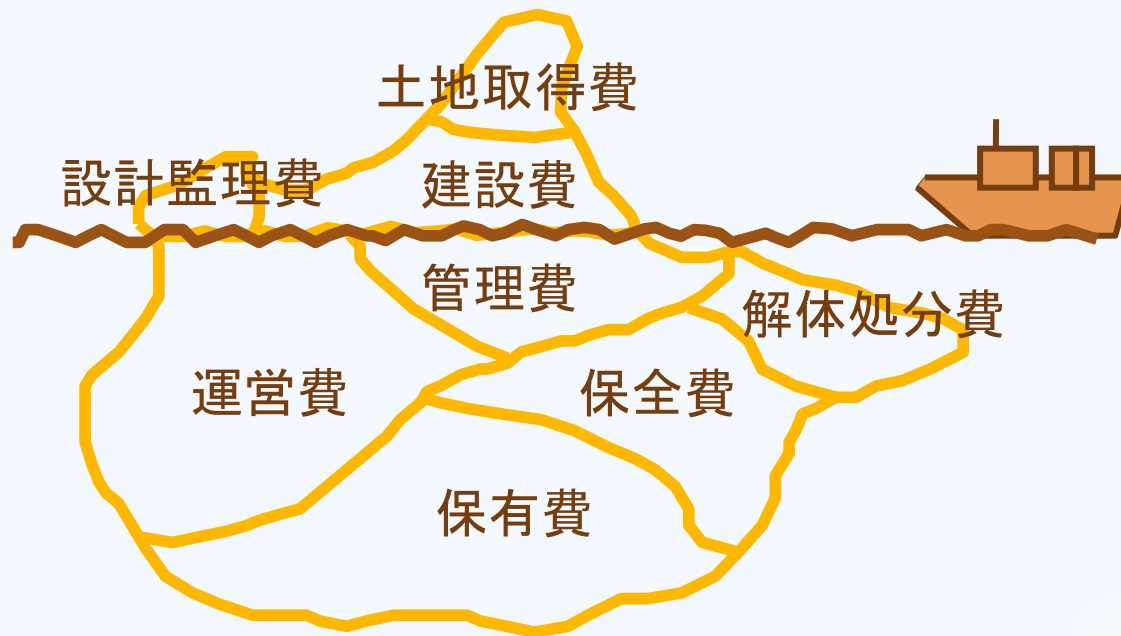 土地取得費
設計監理費
建設費
管理費
解体処分費
運営費
保全費
保有費